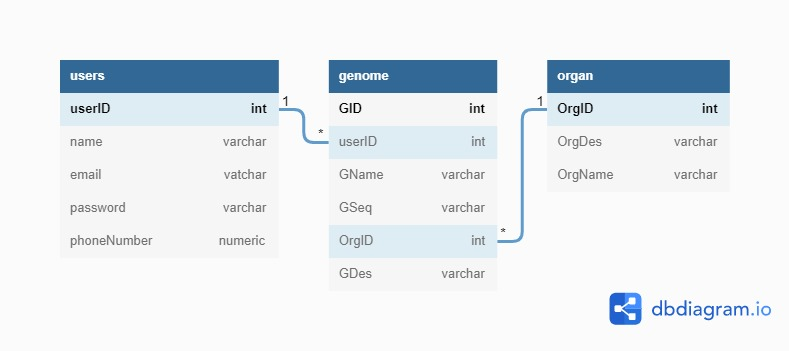 users
userID int
name varchar
email vatchar
password varchar
phoneNumber numeric
1
*
genome
GID int
userID int
GName varchar
GSeq varchar
OrgID int
GDes varchar
1
*
organ
OrgID int
OrgDes varchar
OrgName varchar
dbdiagram.io